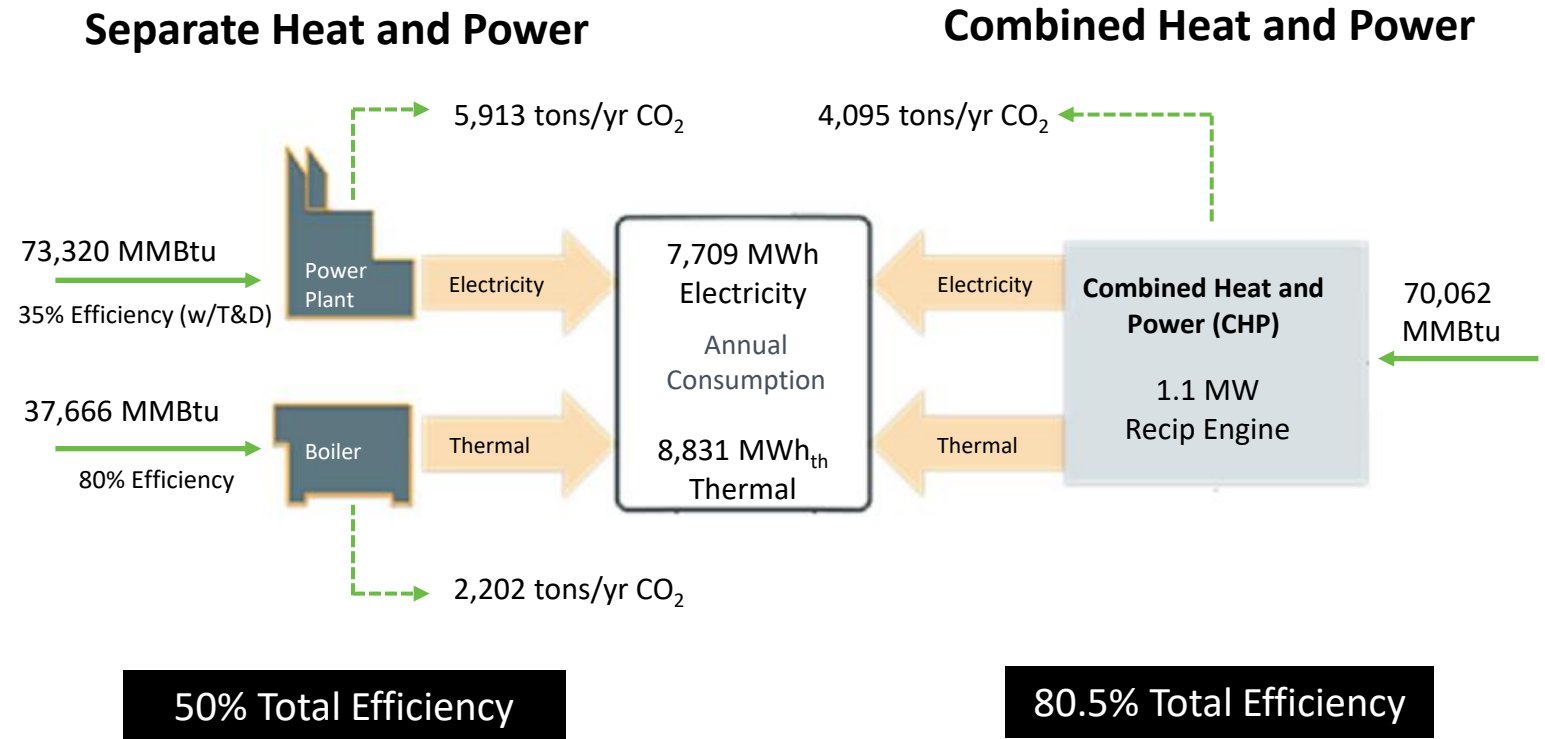 Separate Heat and Power
Combined Heat and Power
5,913 tons/yr CO₂
4,095 tons/yr CO₂
73,320 MMBtu
35% Efficiency (w/T&D)
Power
Plant
Electricity
37,666 MMBtu
80% Efficiency
Boiler
Thermal
2,202 tons/yr CO₂
7,709 MWh
Electricity
Annual
Consumption
8,831 MWhₜₕ
Thermal
Electricity
Thermal
Combined Heat and
Power (CHP)
1.1 MW
Recip Engine
70,062
MMBtu
50% Total Efficiency
80.5% Total Efficiency